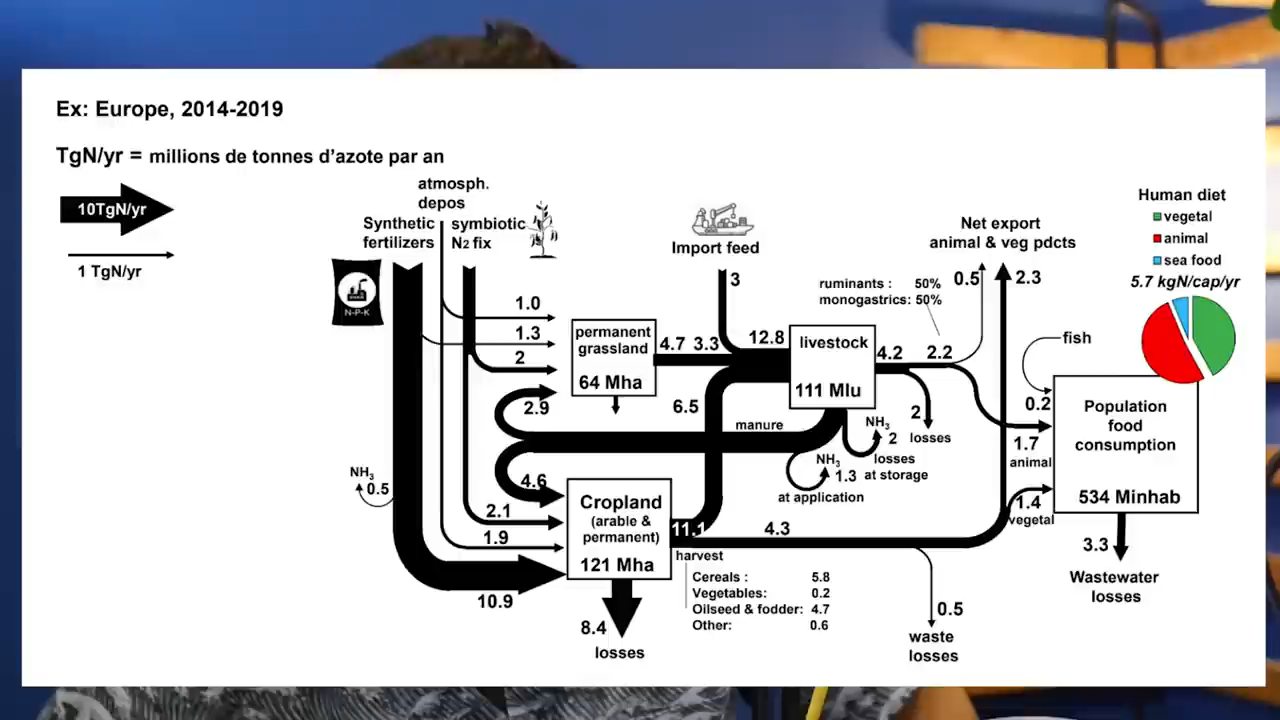 Ex: Europe, 2014-2019
TgN/yr = millions de tonnes d'azote par an
10TgN/yr
1 TgN/yr
atmosph.
depos
Synthetic
fertilizers
symbiotic
N2 fix
N-P-K
Import feed
3
Net export
animal & veg pdcts
0.5
2.3
Human diet
vegetal
animal
sea food
5.7 kgN/cap/yr
ruminants : 50%
monogastrics: 50%
1.0
1.3
2
2.9
permanent
grassland
64 Mha
4.7
3.3
12.8
6.5
livestock
111 Mlu
4.2
2.2
2
losses
fish
0.2
1.7
animal
1.4
vegetal
Population
food
consumption
534 Minhab
3.3
Wastewater
losses
manure
NH3
2
losses
at storage
NH3
1.3
at application
NH3
0.5
4.6
2.1
1.9
10.9
Cropland
(arable &
permanent)
121 Mha
11.1
harvest
4.3
Cereals : 5.8
Vegetables: 0.2
Oilseed & fodder: 4.7
Other: 0.6
0.5
waste
losses
8.4
losses